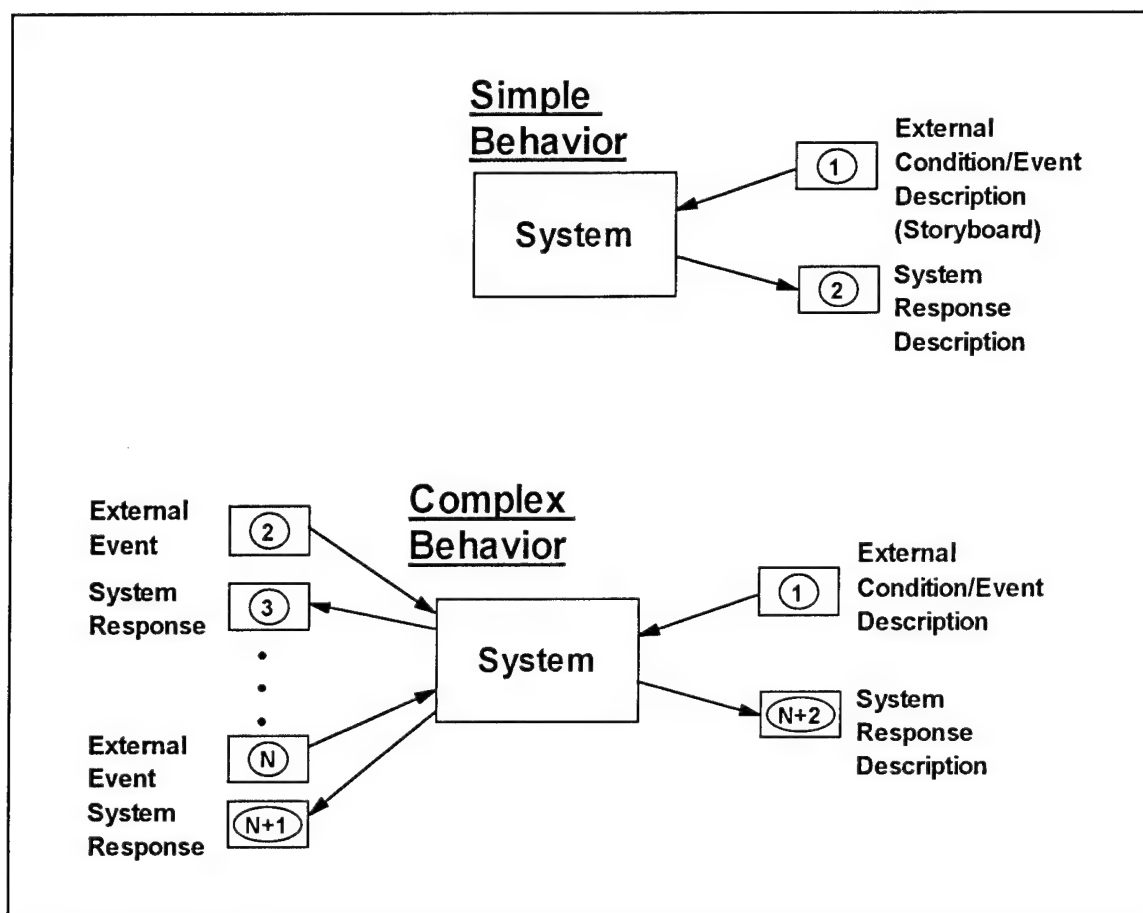 Simple
Behavior
System
1
External
Condition/Event
Description
(Storyboard)
2
System
Response
Description
Complex
Behavior
External
Event
2
System
Response
3
External
Event
N
System
Response
N+1
System
1
External
Condition/Event
Description
N+2
System
Response
Description